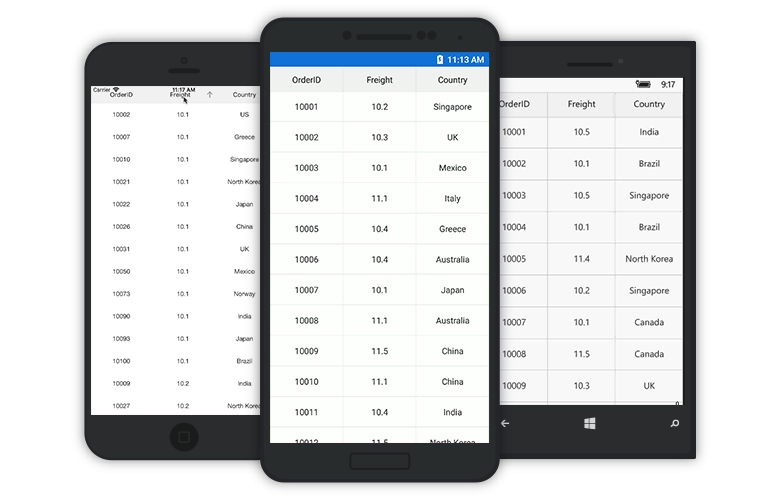 Carrier 11:17 AM
OrderID Freight Country
10002 10.1 US
10007 10.1 Greece
10010 10.1 Singapore
10021 10.1 North Korea
10022 10.1 Japan
10026 10.1 China
10031 10.1 UK
10050 10.1 Mexico
10073 10.1 Norway
10090 10.1 India
10093 10.1 Japan
10100 10.1 Brazil
10009 10.2 India
10027 10.2 North Korea
11:13 AM
OrderID Freight Country
10001 10.2 Singapore
10002 10.3 UK
10003 10.1 Mexico
10004 11.1 Italy
10005 10.4 Greece
10006 10.4 Australia
10007 10.1 Japan
10008 11.1 Australia
10009 11.5 China
10010 11.1 China
10011 10.4 India
10012 11.5 North Korea
9:17
OrderID Freight Country
10001 10.5 India
10002 10.1 Brazil
10003 10.5 Singapore
10004 10.1 Brazil
10005 11.4 North Korea
10006 10.2 Singapore
10007 10.1 Canada
10008 11.5 Canada
10009 10.3 UK